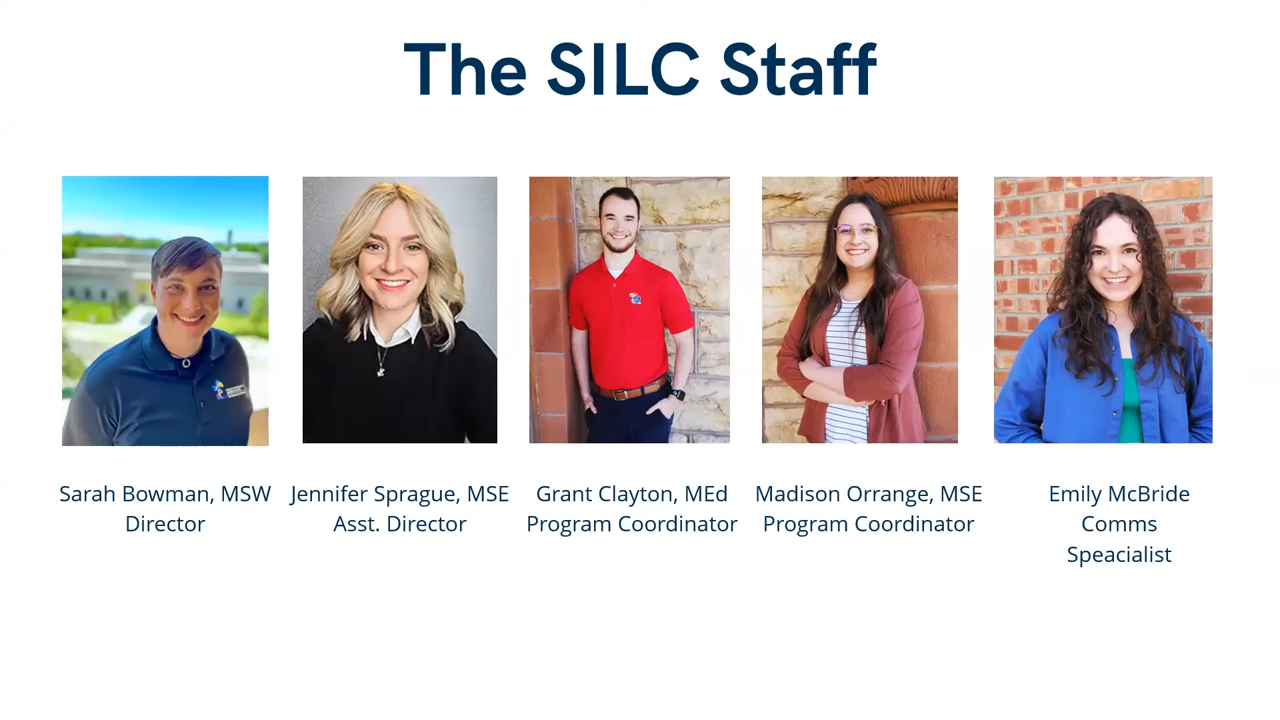 The SILC Staff
Sarah Bowman, MSW
Director
Jennifer Sprague, MSE
Asst. Director
Grant Clayton, MEd
Program Coordinator
Madison Orrange, MSE
Program Coordinator
Emily McBride
Comms
Speacialist